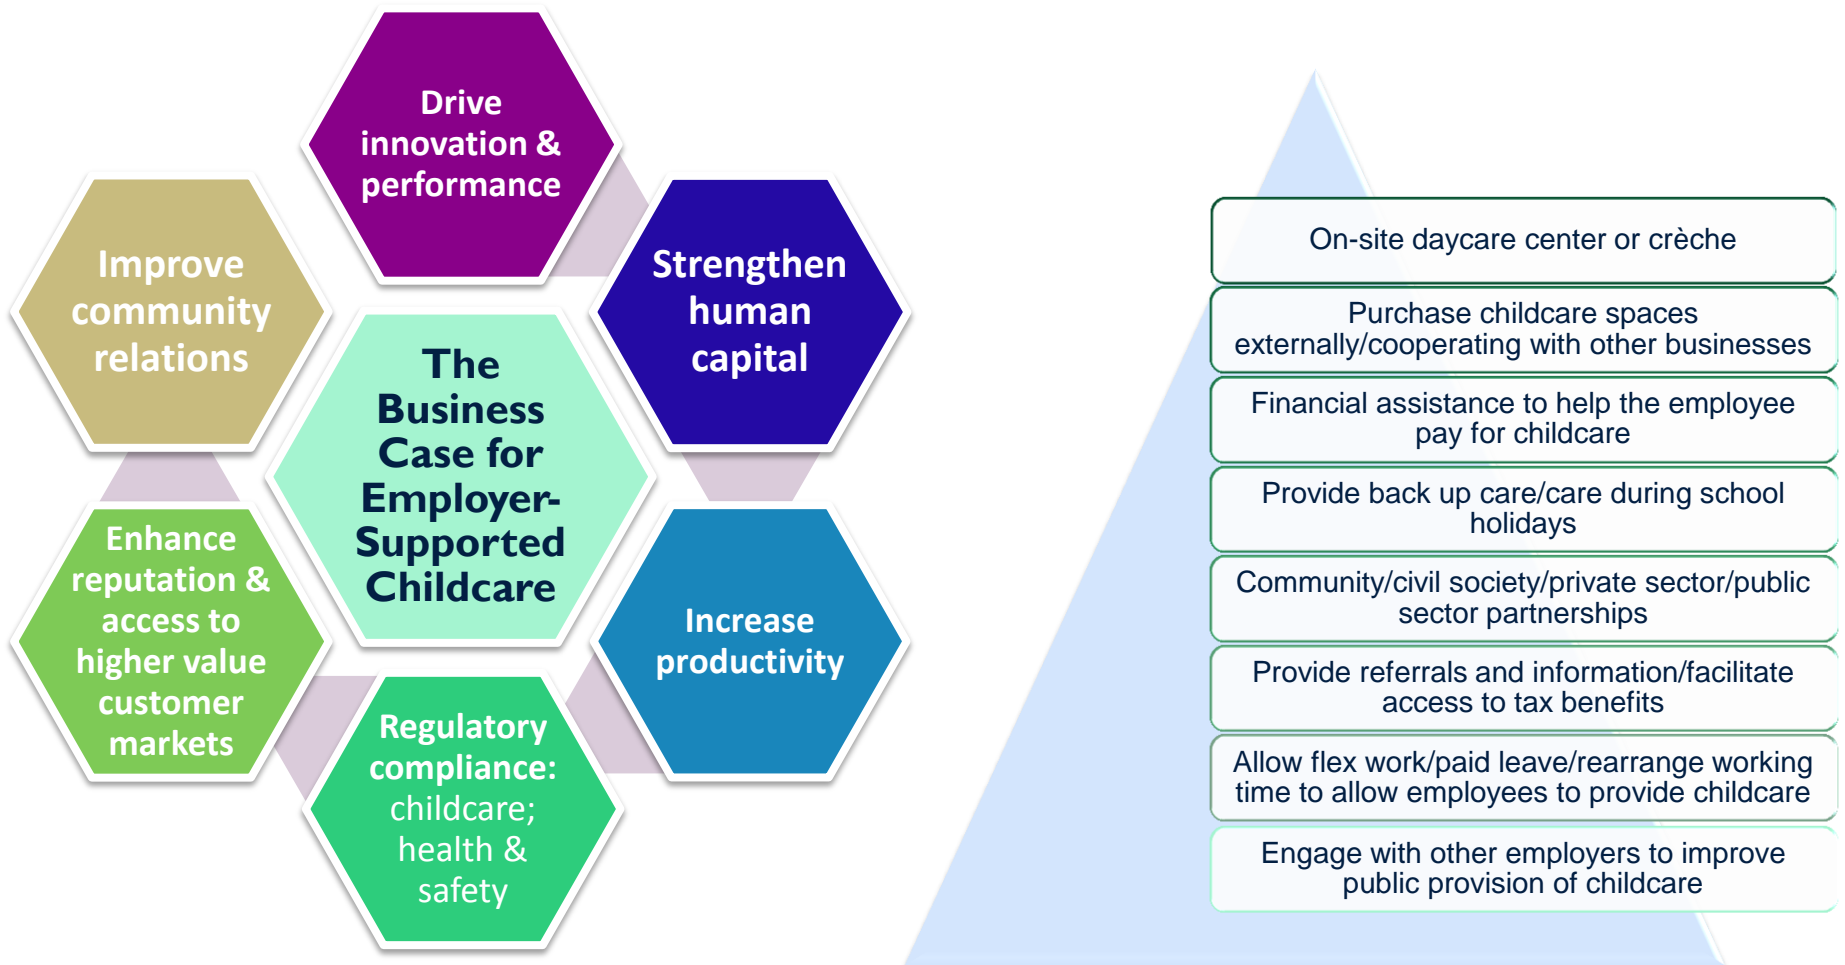 Drive
innovation &
performance
Strengthen
human
capital
Increase
productivity
Regulatory
compliance:
childcare;
health &
safety
Enhance
reputation &
access to
higher value
customer
markets
Improve
community
relations
The
Business
Case for
Employer-
Supported
Childcare
On-site daycare center or crèche
Purchase childcare spaces
externally/cooperating with other businesses
Financial assistance to help the employee
pay for childcare
Provide back up care/care during school
holidays
Community/civil society/private sector/public
sector partnerships
Provide referrals and information/facilitate
access to tax benefits
Allow flex work/paid leave/rearrange working
time to allow employees to provide childcare
Engage with other employers to improve
public provision of childcare